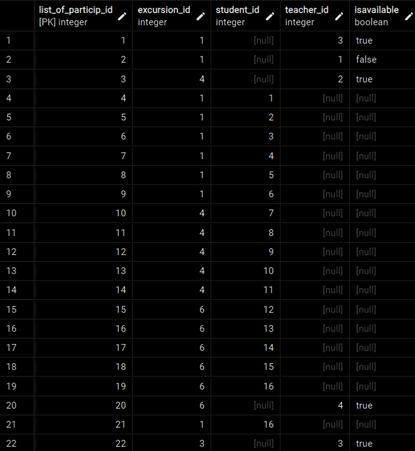 list_of_particip_id excursion_id student_id teacher_id isavailable
[PK] integer integer integer integer boolean
1 1 1 [null] 3 true
2 2 1 [null] 1 false
3 3 4 [null] 2 true
4 4 1 1 [null] [null]
5 5 1 2 [null] [null]
6 6 1 3 [null] [null]
7 7 1 4 [null] [null]
8 8 1 5 [null] [null]
9 9 1 6 [null] [null]
10 10 4 7 [null] [null]
11 11 4 8 [null] [null]
12 12 4 9 [null] [null]
13 13 4 10 [null] [null]
14 14 4 11 [null] [null]
15 15 6 12 [null] [null]
16 16 6 13 [null] [null]
17 17 6 14 [null] [null]
18 18 6 15 [null] [null]
19 19 6 16 [null] [null]
20 20 6 [null] 4 true
21 21 1 16 [null] [null]
22 22 3 [null] 3 true